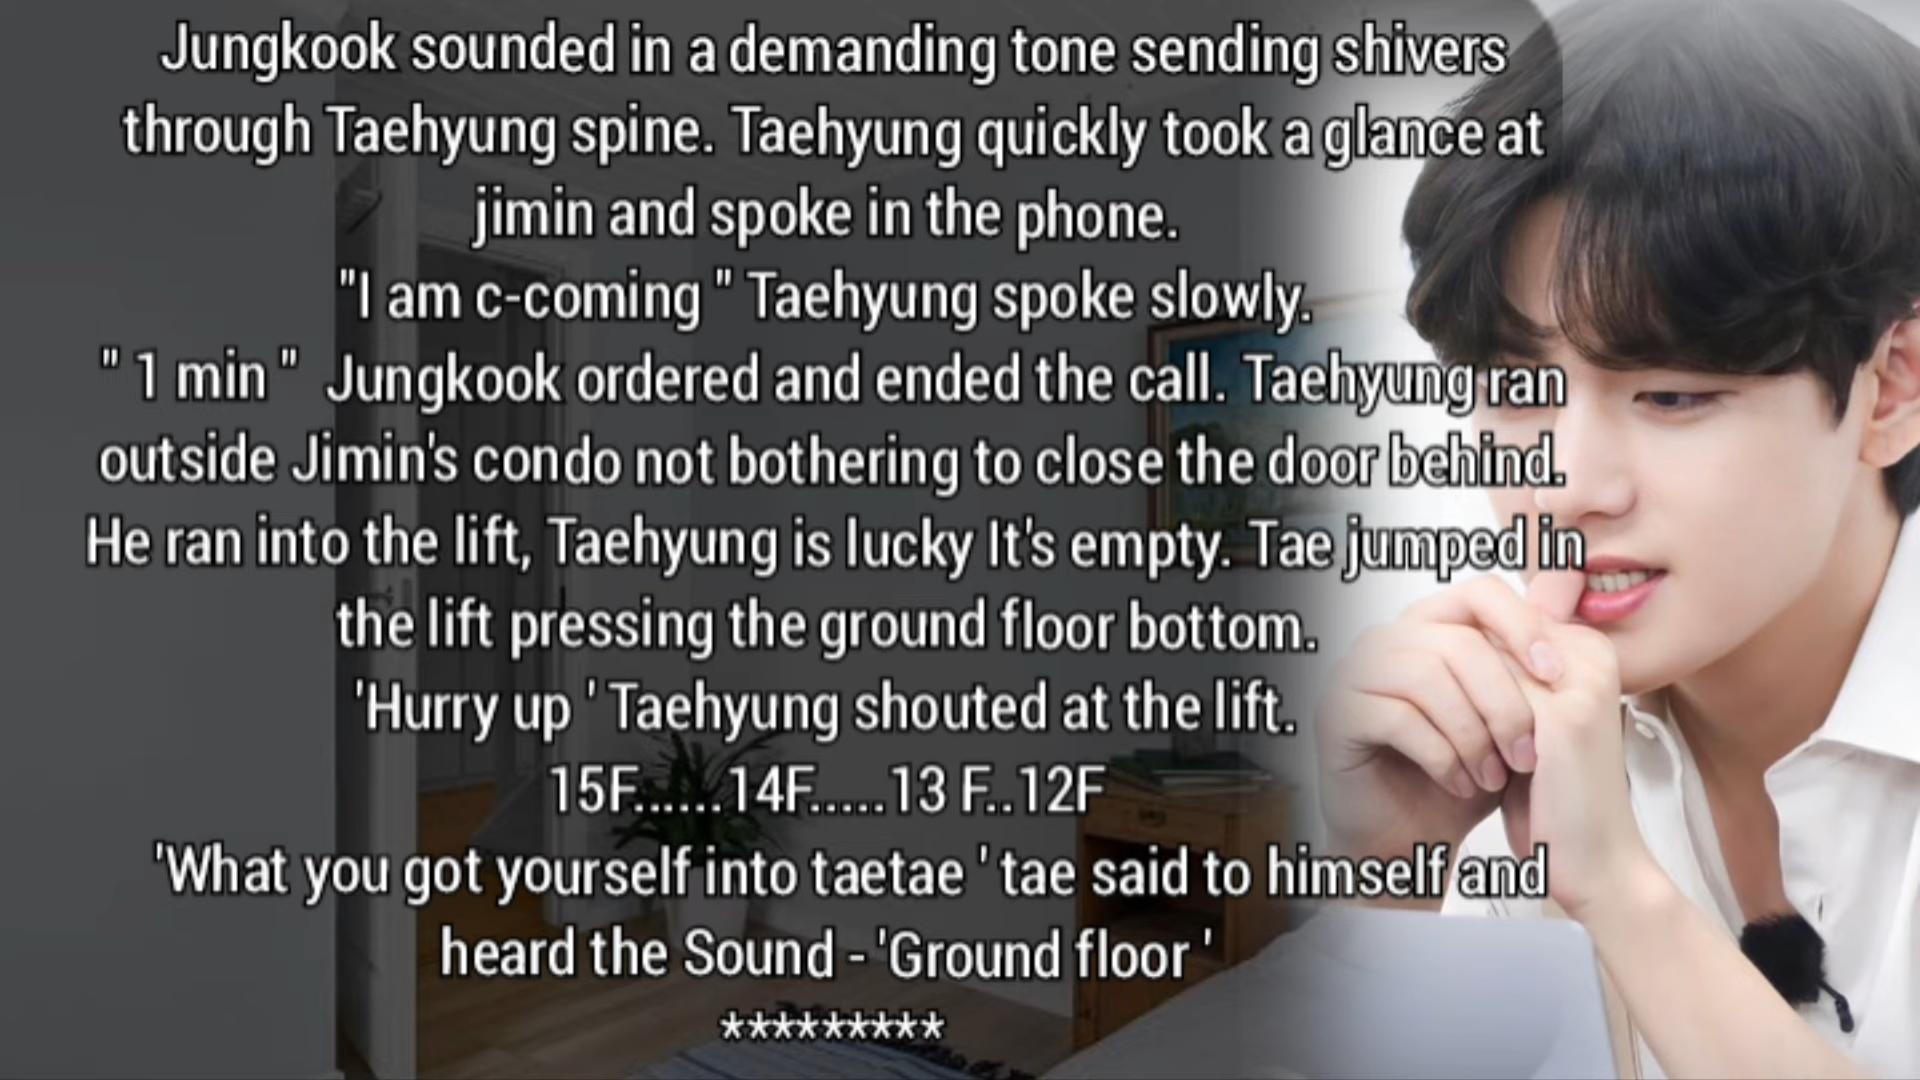 Jungkook sounded in a demanding tone sending shivers
through Taehyung spine. Taehyung quickly took a glance at
jimin and spoke in the phone.
"I am c-coming " Taehyung spoke slowly.
" 1 min "  Jungkook ordered and ended the call. Taehyung ran
outside Jimin's condo not bothering to close the door behind.
He ran into the lift, Taehyung is lucky It's empty. Tae jumped in
the lift pressing the ground floor bottom.
'Hurry up ' Taehyung shouted at the lift.
15F......14F.....13 F..12F
'What you got yourself into taetae ' tae said to himself and
heard the Sound - 'Ground floor '
*********